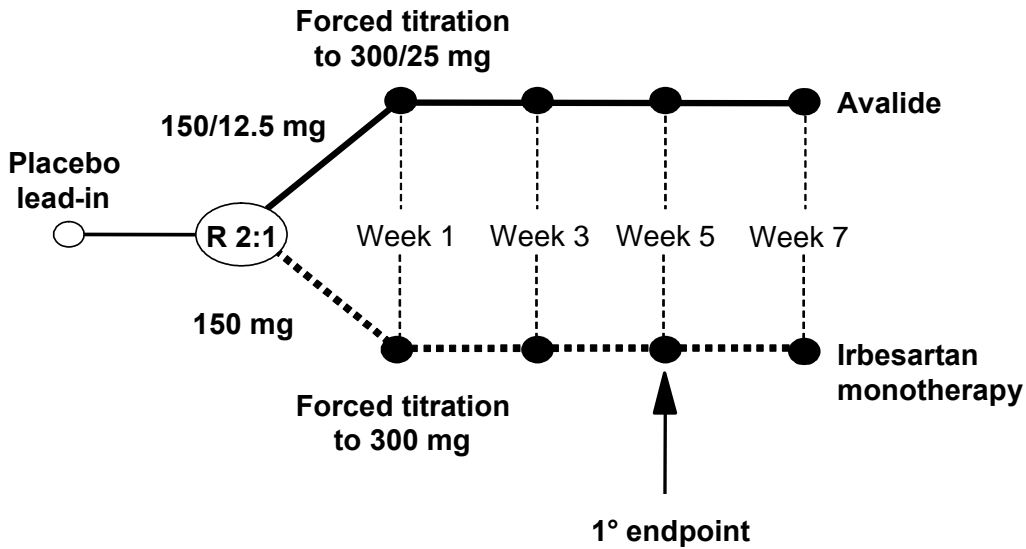 Forced titration
to 300/25 mg
Avalide
150/12.5 mg
Placebo
lead-in
R 2:1
Week 1
Week 3
Week 5
Week 7
150 mg
Irbesartan
monotherapy
Forced titration
to 300 mg
1° endpoint